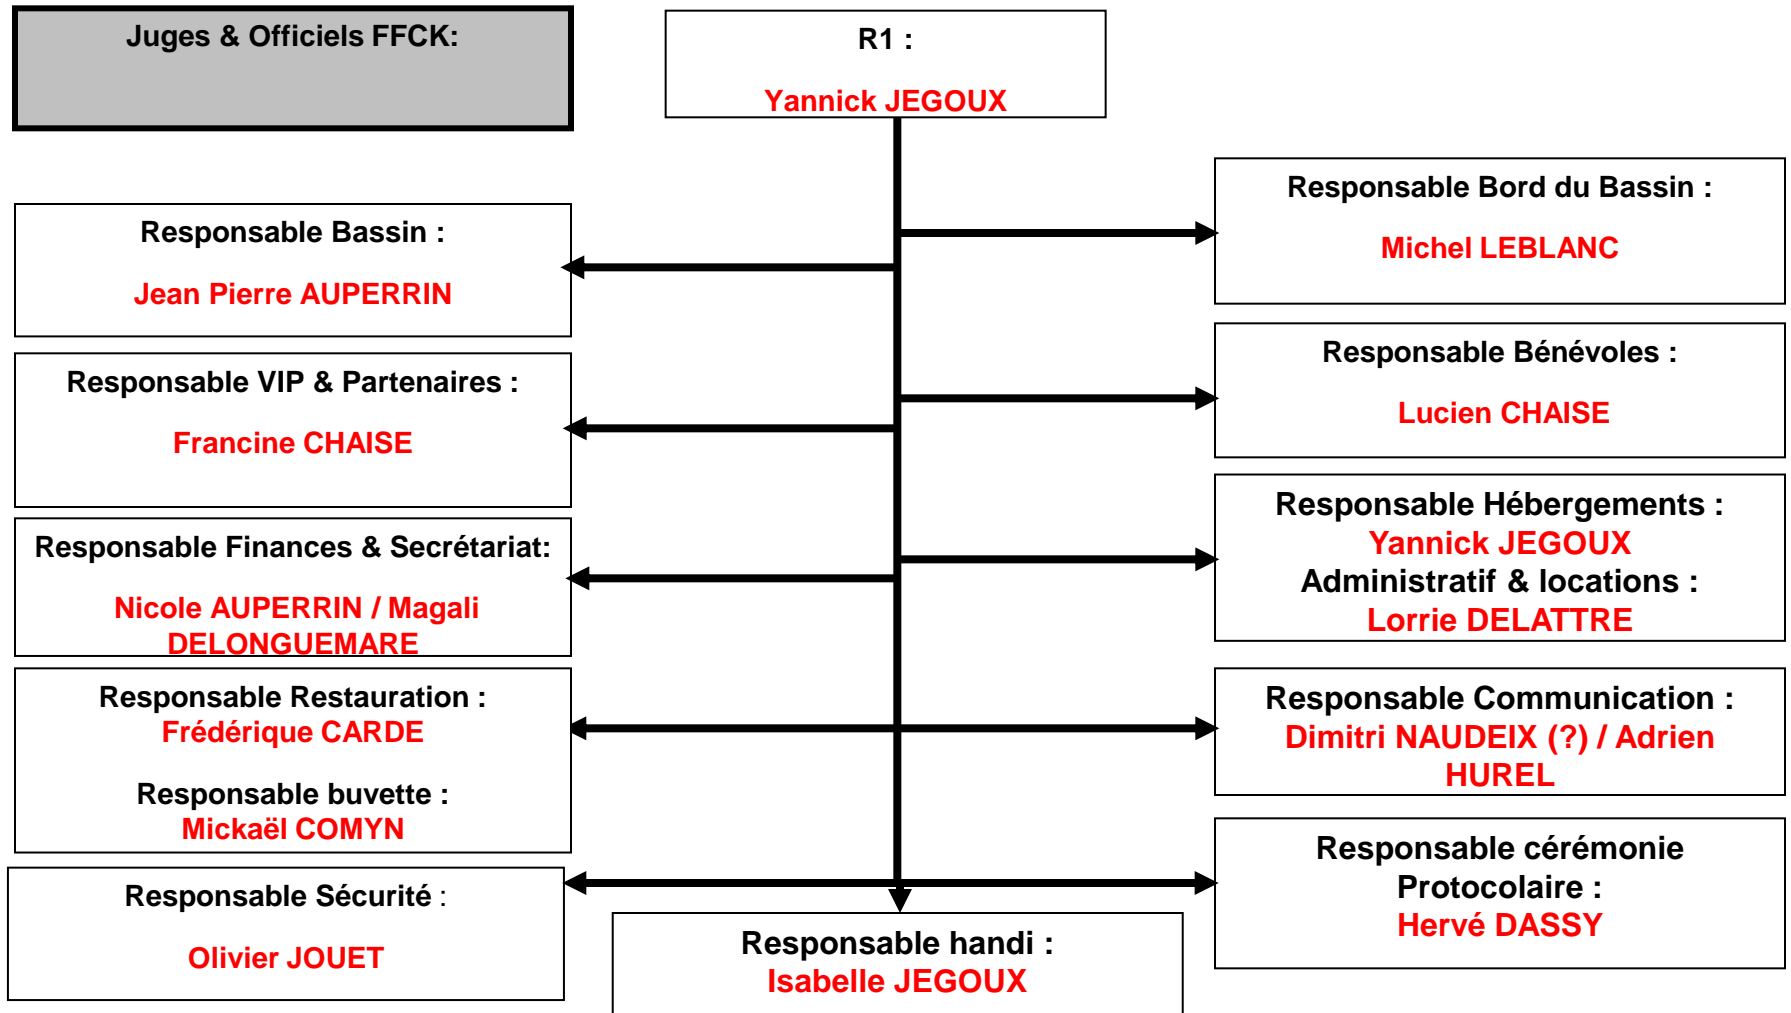 Juges & Officiels FFCK:
R1 :
Yannick JEGOUX
Responsable Bassin :
Jean Pierre AUPERRIN
Responsable Bord du Bassin :
Michel LEBLANC
Responsable VIP & Partenaires :
Francine CHAISE
Responsable Bénévoles :
Lucien CHAISE
Responsable Finances & Secrétariat:
Nicole AUPERRIN / Magali
DELONGUEMARE
Responsable Hébergements :
Yannick JEGOUX
Administratif & locations :
Lorrie DELATTRE
Responsable Restauration :
Frédérique CARDE
Responsable buvette :
Mickaël COMYN
Responsable Communication :
Dimitri NAUDEIX (?) / Adrien
HUREL
Responsable Sécurité :
Olivier JOUET
Responsable handi :
Isabelle JEGOUX
Responsable cérémonie
Protocolaire :
Hervé DASSY